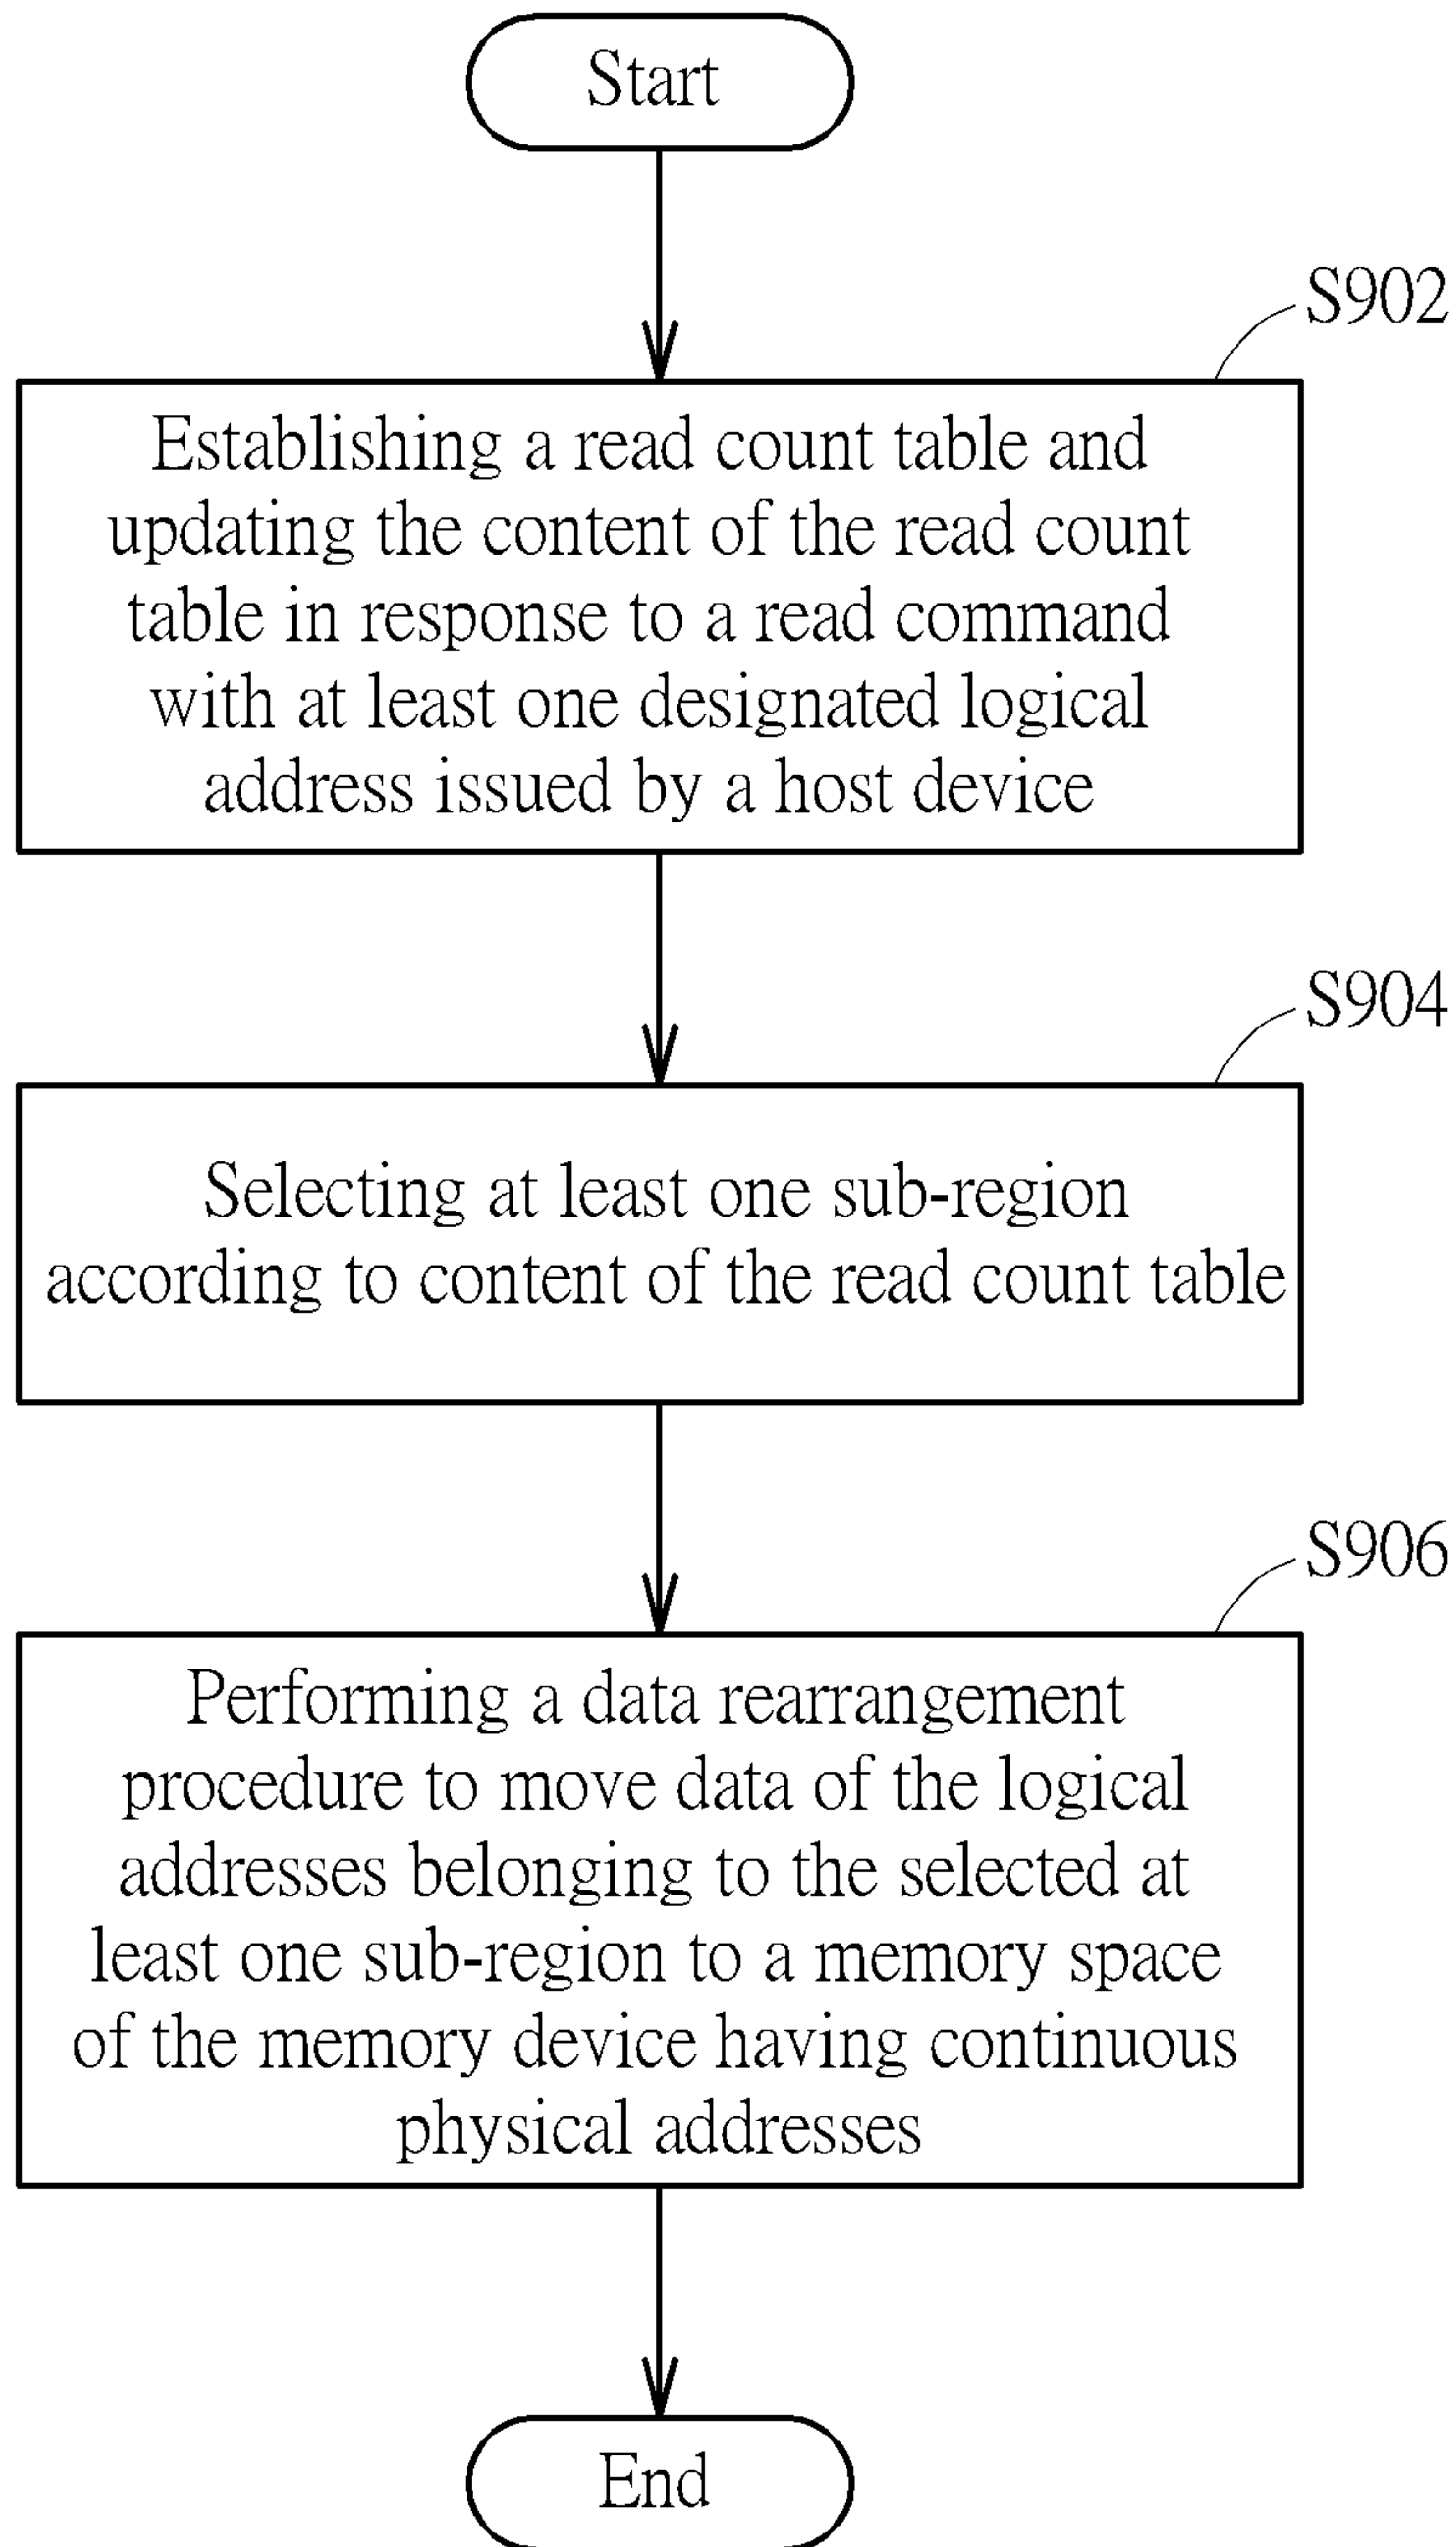 Start
S902
Establishing a read count table and
updating the content of the read count
table in response to a read command
with at least one designated logical
address issued by a host device
S904
Selecting at least one sub-region
according to content of the read count table
S906
Performing a data rearrangement
procedure to move data of the logical
addresses belonging to the selected at
least one sub-region to a memory space
of the memory device having continuous
physical addresses
End